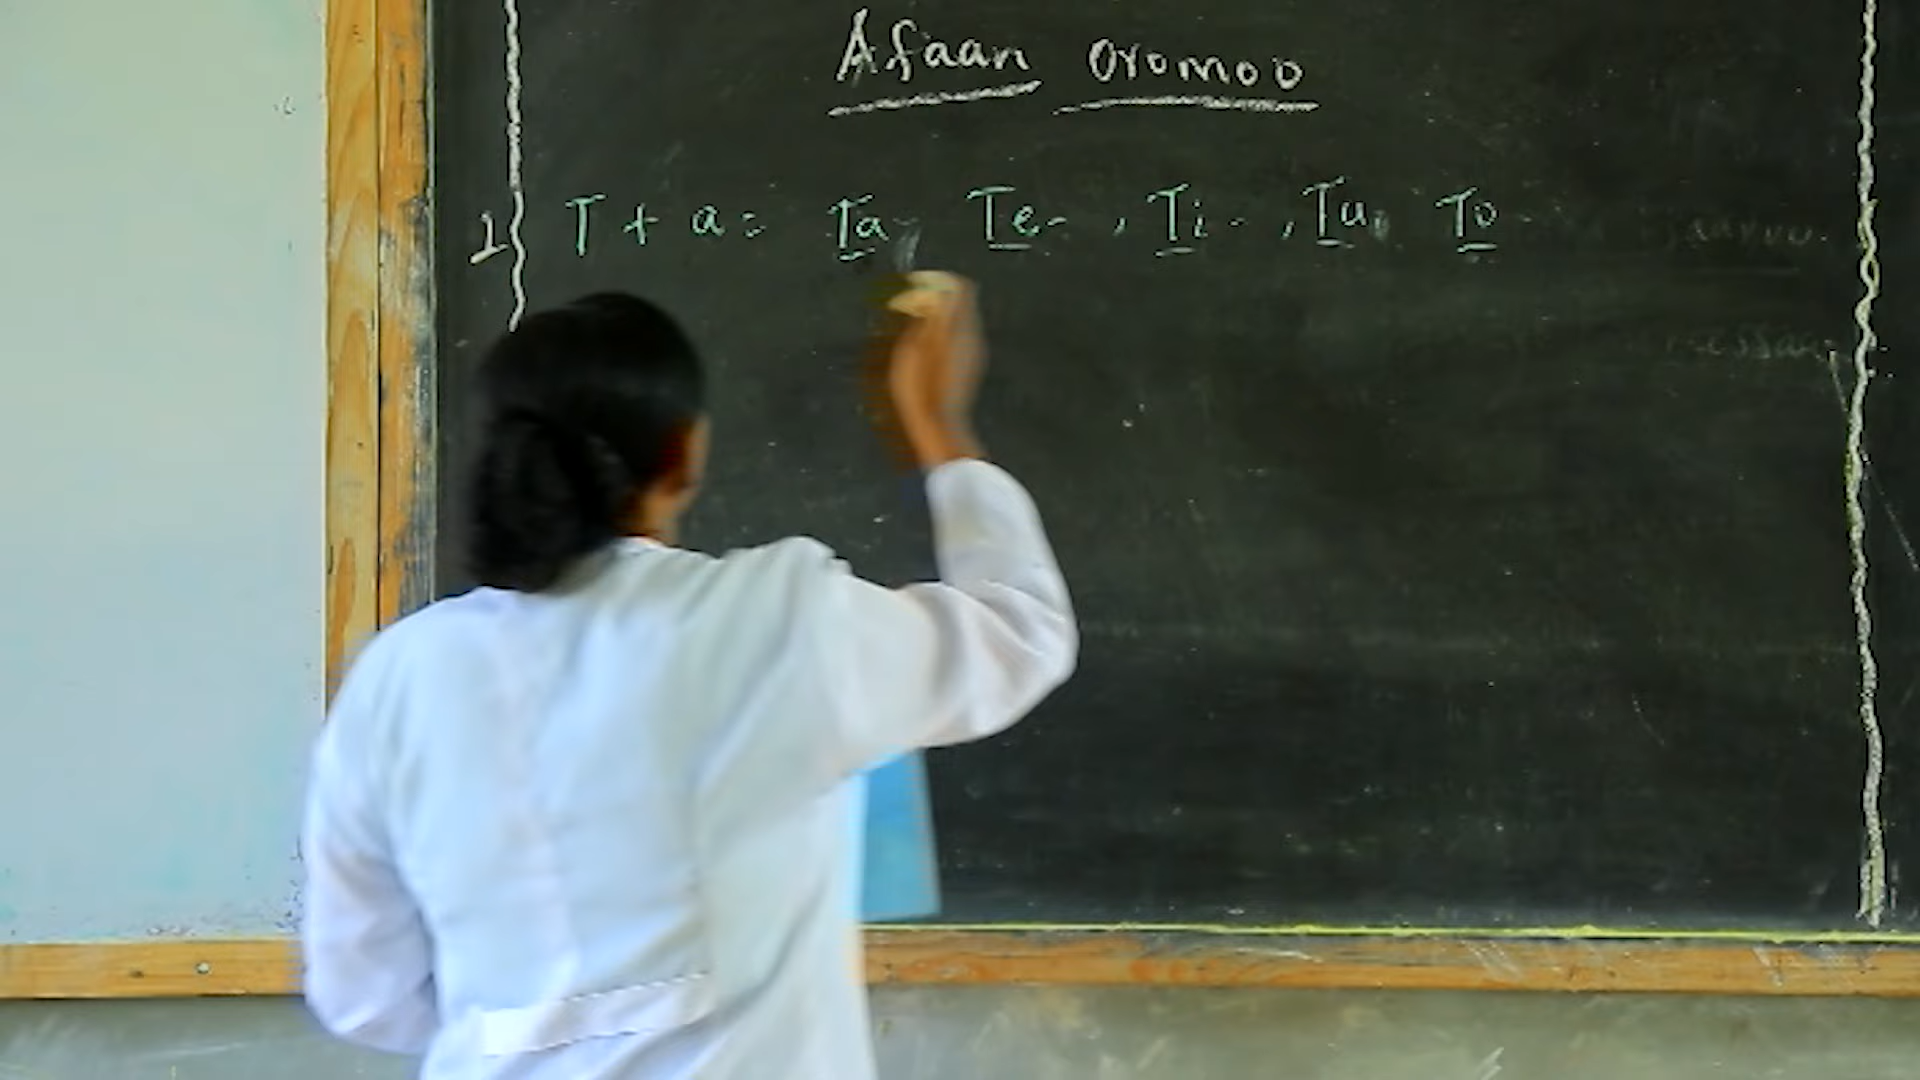 Afaan Oromoo
1 T + a = Ta - Te - , Ti - , Tu, To